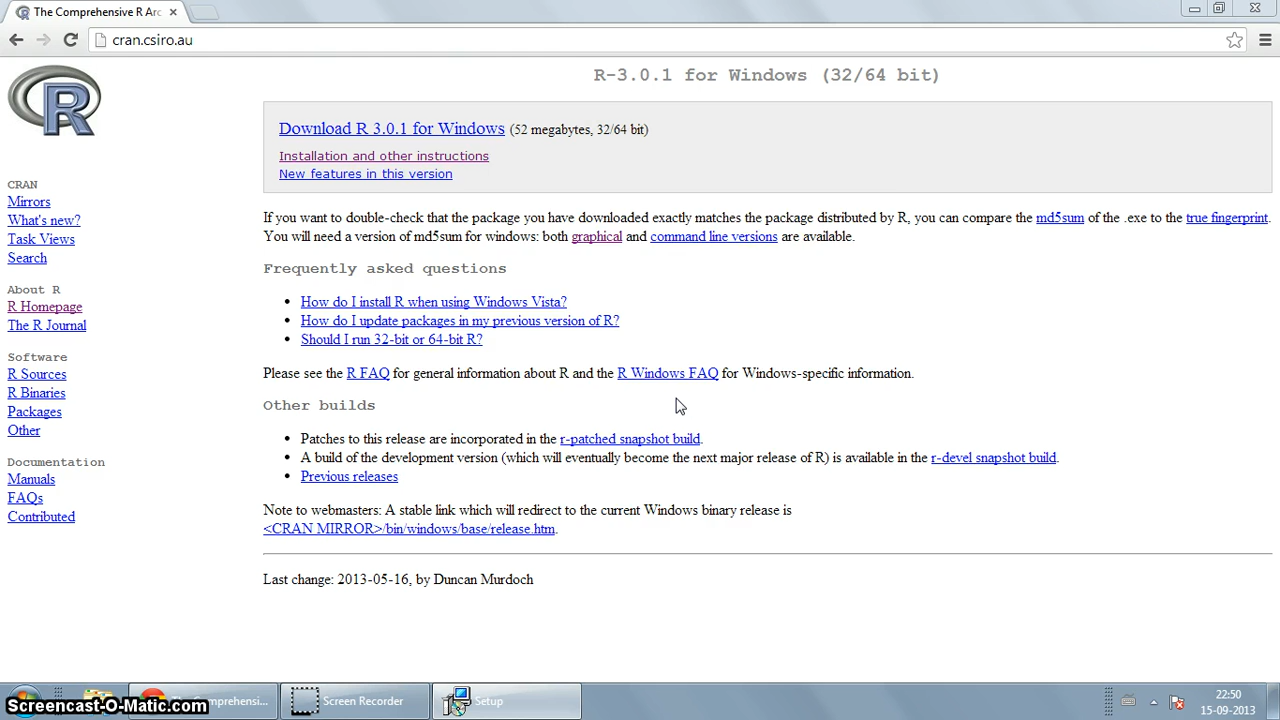 The Comprehensive R Arc
cran.csiro.au
R
CRAN
Mirrors
What's new?
Task Views
Search
About R
R Homepage
The R Journal
Software
R Sources
R Binaries
Packages
Other
Documentation
Manuals
FAQs
Contributed
R-3.0.1 for Windows (32/64 bit)
Download R 3.0.1 for Windows (52 megabytes, 32/64 bit)
Installation and other instructions
New features in this version
If you want to double-check that the package you have downloaded exactly matches the package distributed by R, you can compare the md5sum of the .exe to the true fingerprint.
You will need a version of md5sum for windows: both graphical and command line versions are available.
Frequently asked questions
• How do I install R when using Windows Vista?
• How do I update packages in my previous version of R?
• Should I run 32-bit or 64-bit R?
Please see the R FAQ for general information about R and the R Windows FAQ for Windows-specific information.
Other builds
• Patches to this release are incorporated in the r-patched snapshot build.
• A build of the development version (which will eventually become the next major release of R) is available in the r-devel snapshot build.
• Previous releases
Note to webmasters: A stable link which will redirect to the current Windows binary release is
<CRAN MIRROR>/bin/windows/base/release.htm.
Last change: 2013-05-16, by Duncan Murdoch
Screencast-O-Matic.com
The Comprehensi...
Screen Recorder
Setup
22:50
15-09-2013